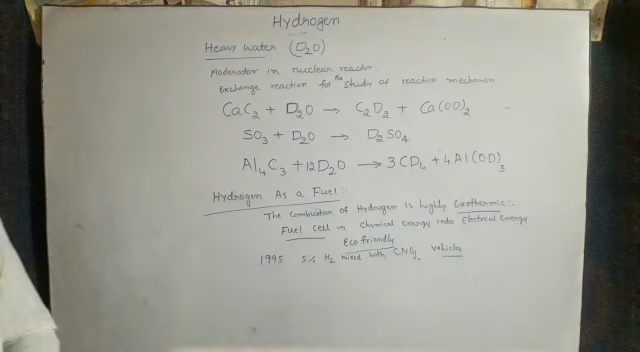 Hydrogen
Heavy water (D₂O)
Moderator in nuclear reactor.
Exchange reaction for the study of reaction mechanism
CaC₂ + D₂O → C₂D₂ + Ca(OD)₂
SO₃ + D₂O → D₂SO₄
Al₄C₃ + 12D₂O → 3CD₄ + 4Al(OD)₃
Hydrogen As a Fuel:-
The Combustion of Hydrogen is highly Exothermic:-
Fuel cell → Chemical Energy into Electrical Energy
Eco friendly
1995 5% H₂ mixed with CNG, vehicles